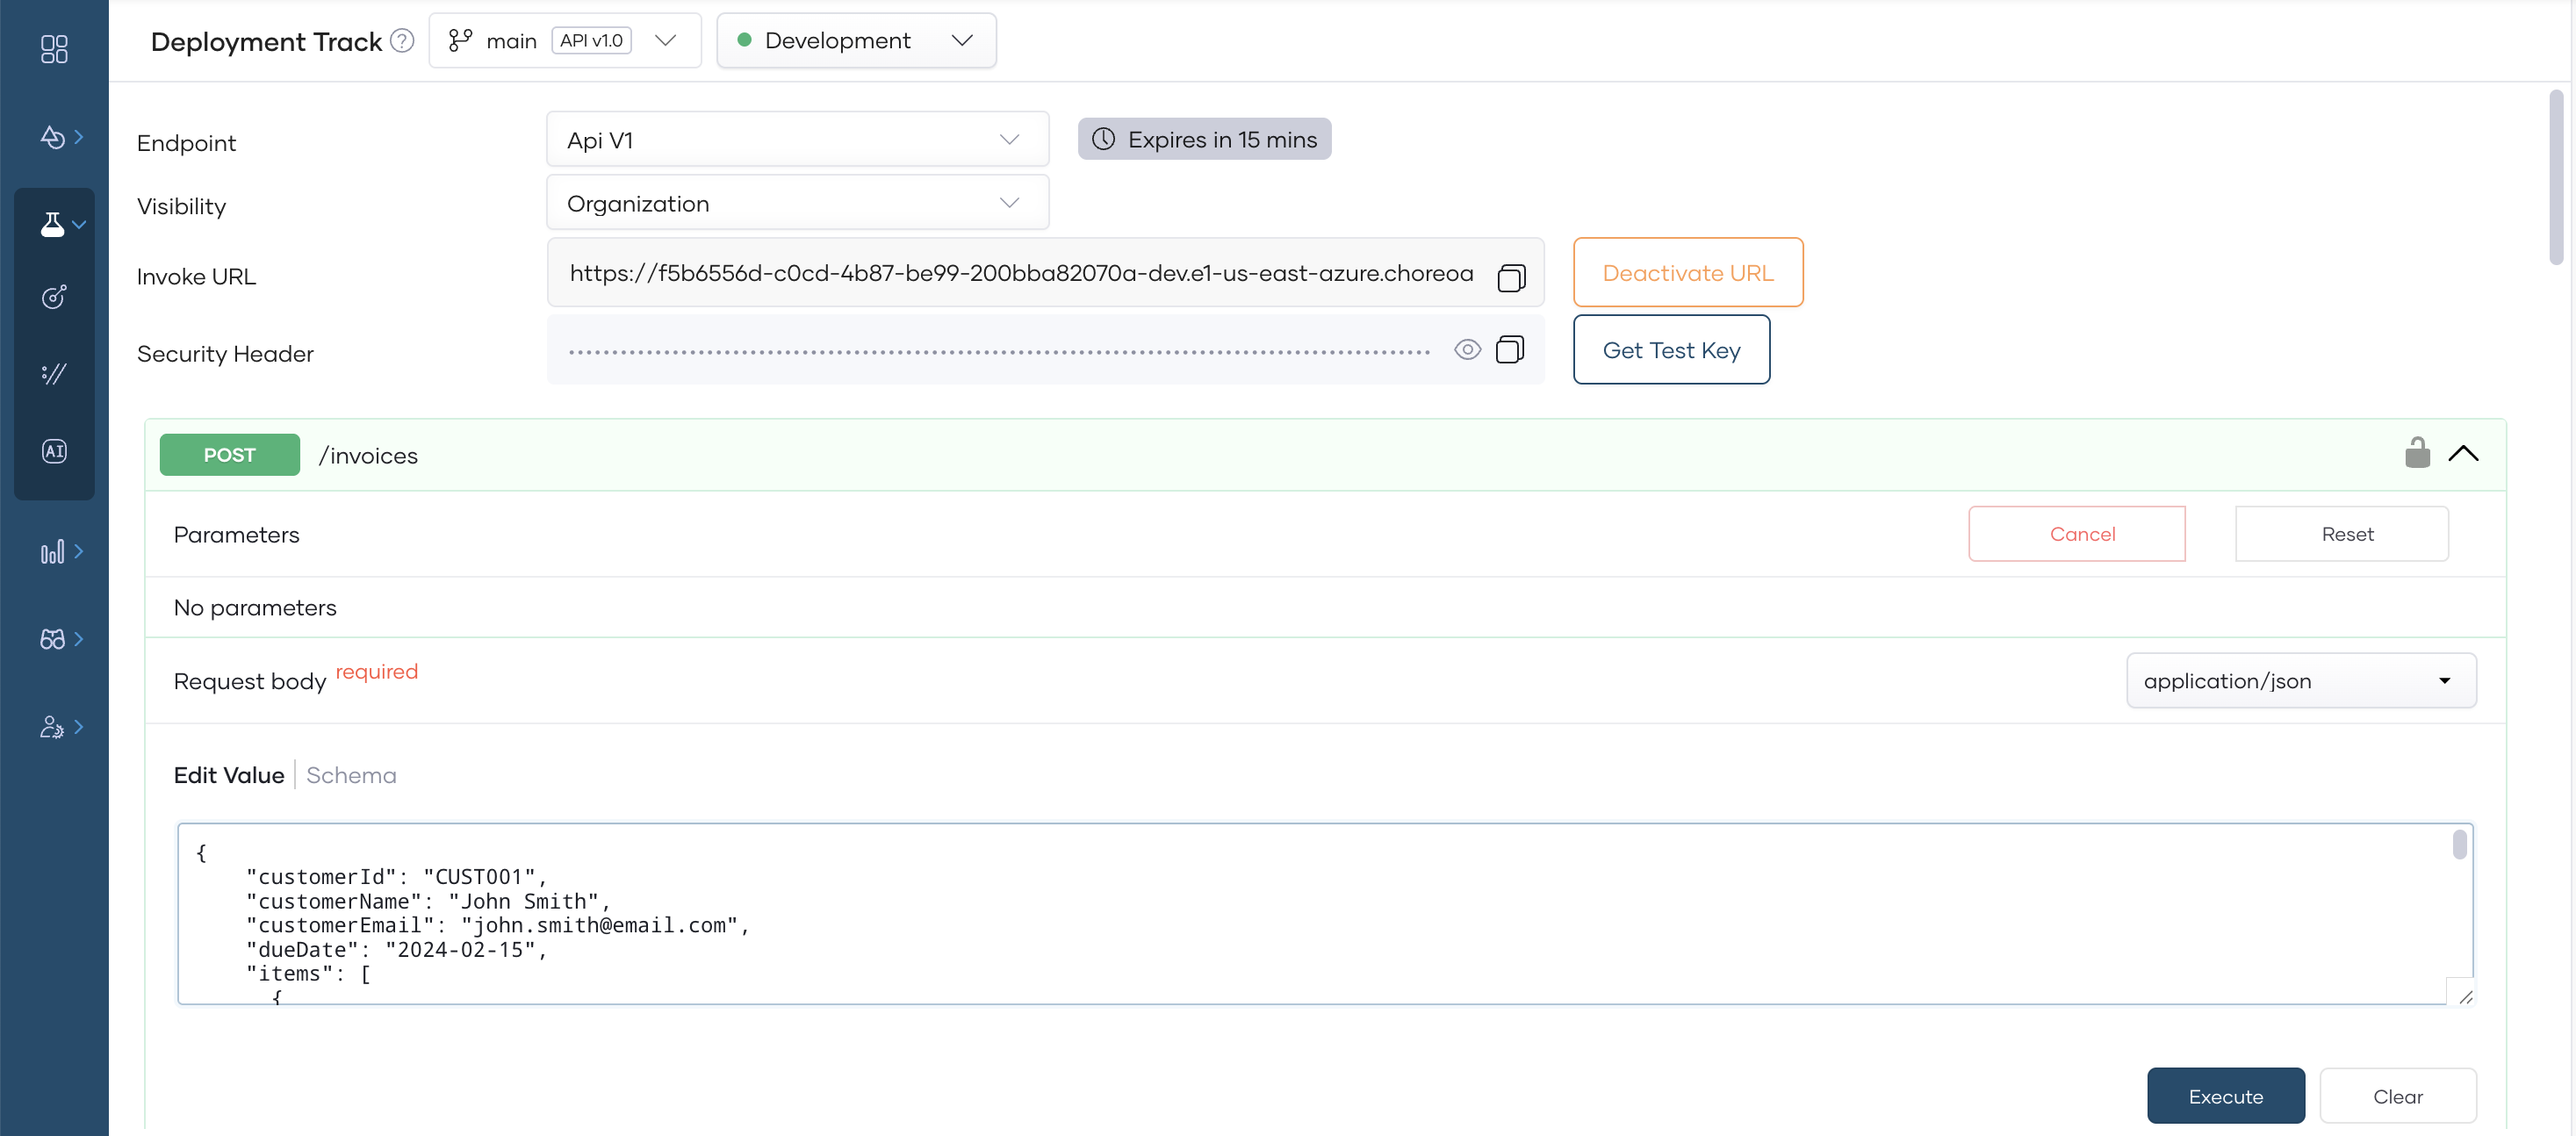 Deployment Track ? main API v1.0 Development
Endpoint Api V1 Expires in 15 mins
Visibility Organization
Invoke URL https://f5b6556d-c0cd-4b87-be99-200bba82070a-dev.e1-us-east-azure.choreoa Deactivate URL
Security Header Get Test Key
POST /invoices
Parameters Cancel Reset
No parameters
Request body required application/json
Edit Value Schema
{
"customerId": "CUST001",
"customerName": "John Smith",
"customerEmail": "john.smith@email.com",
"dueDate": "2024-02-15",
"items": [
{
Execute Clear
AI